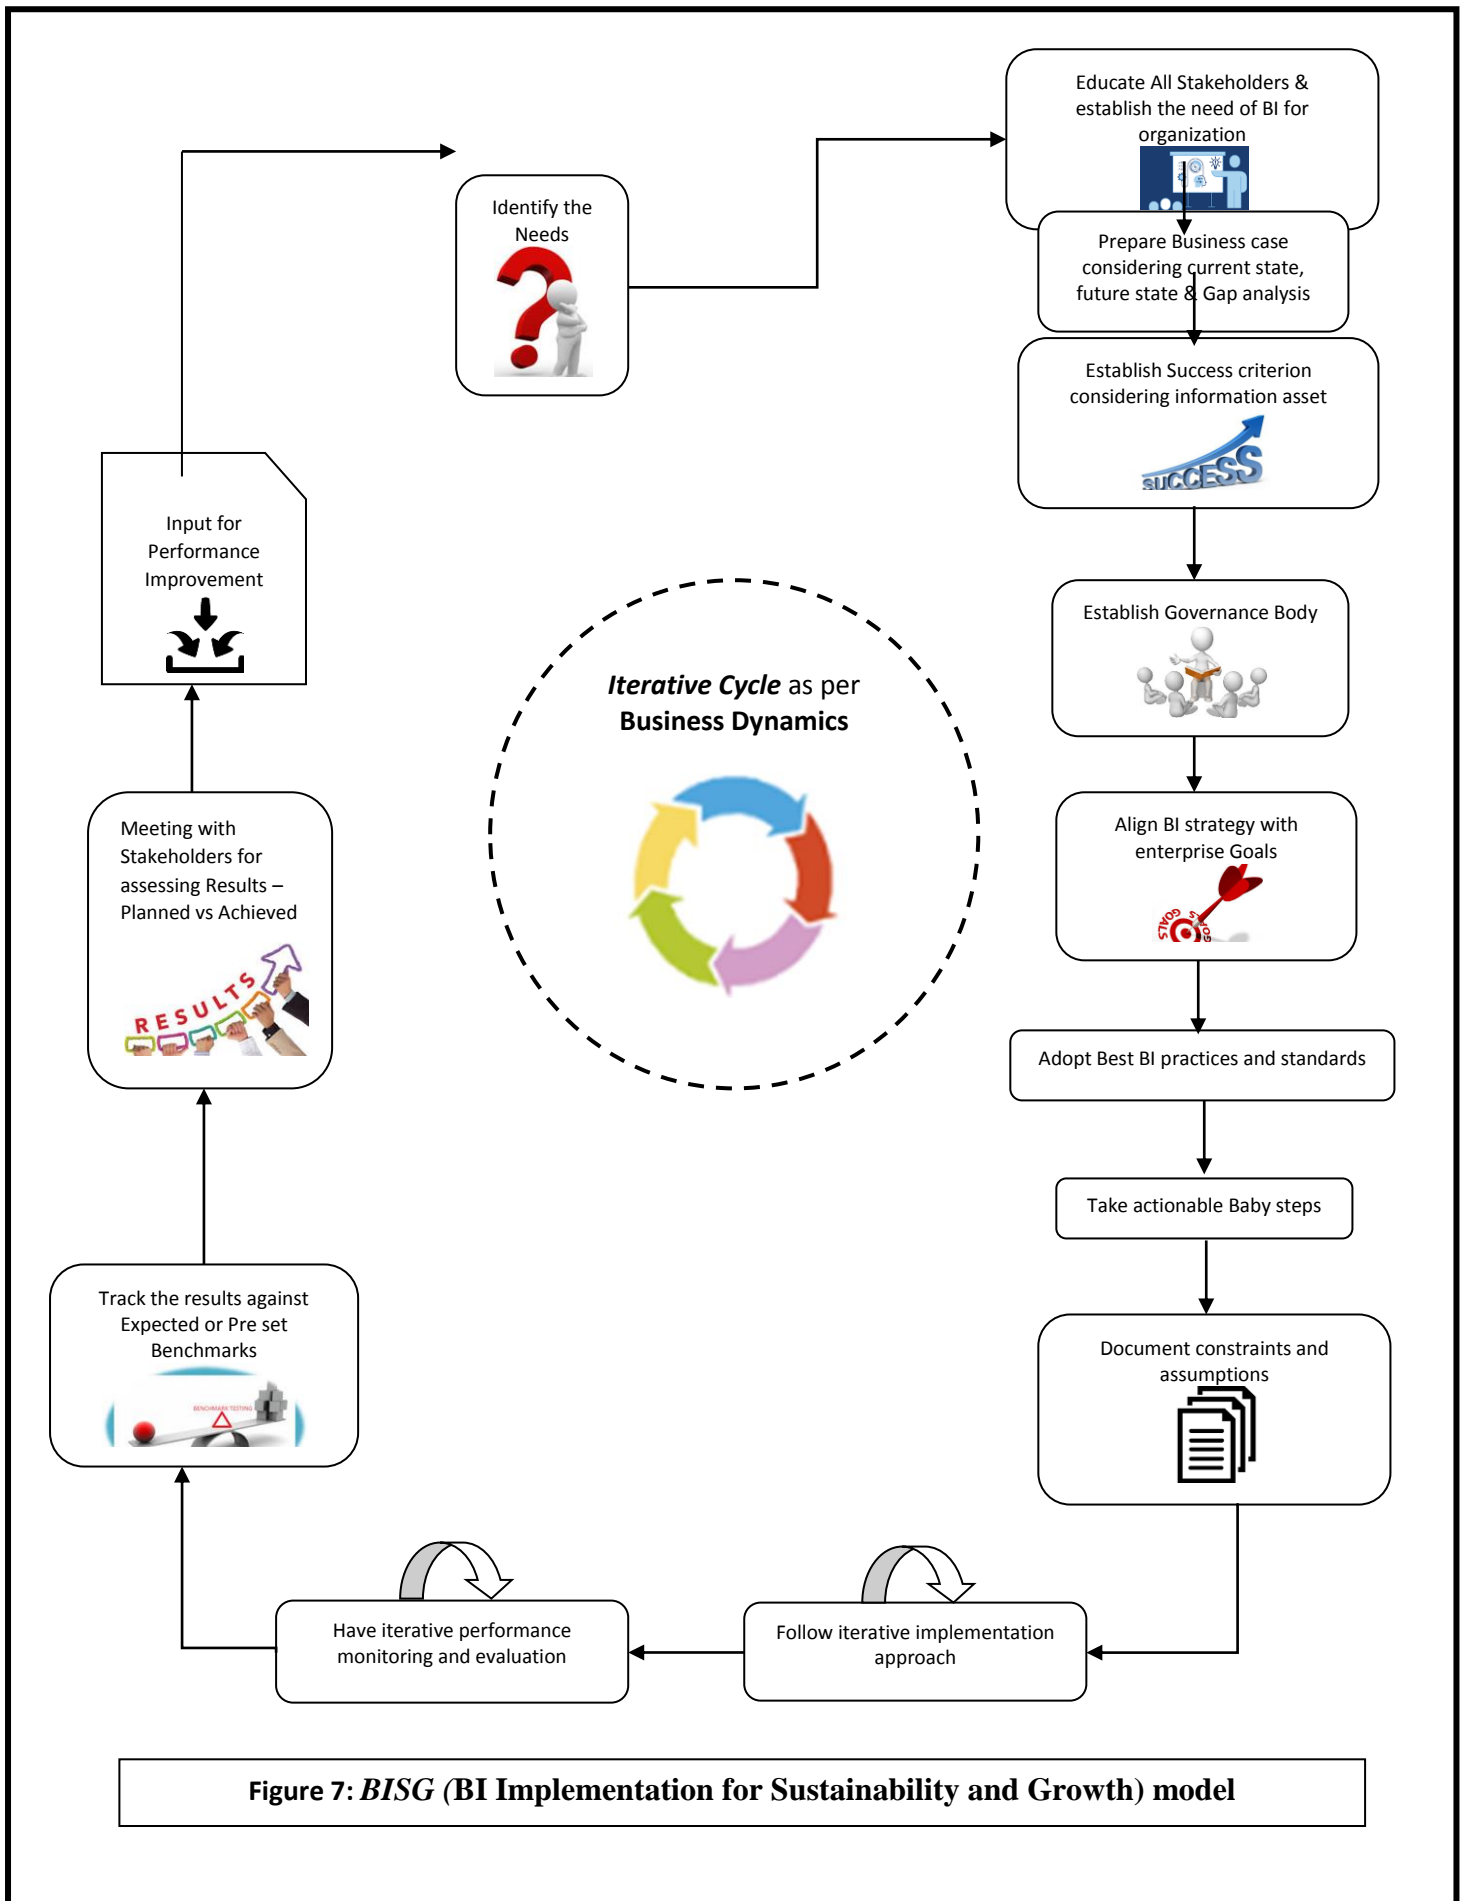 Identify the
Needs
Educate All Stakeholders &
establish the need of BI for
organization
Prepare Business case
considering current state,
future state & Gap analysis
Establish Success criterion
considering information asset
SUCCESS
Establish Governance Body
Align BI strategy with
enterprise Goals
GOALS
Adopt Best BI practices and standards
Take actionable Baby steps
Document constraints and
assumptions
Follow iterative implementation
approach
Have iterative performance
monitoring and evaluation
Track the results against
Expected or Pre set
Benchmarks
BENCHMARK TESTING
Meeting with
Stakeholders for
assessing Results –
Planned vs Achieved
RESULTS
Input for
Performance
Improvement
Iterative Cycle as per
Business Dynamics
Figure 7: BISG (BI Implementation for Sustainability and Growth) model